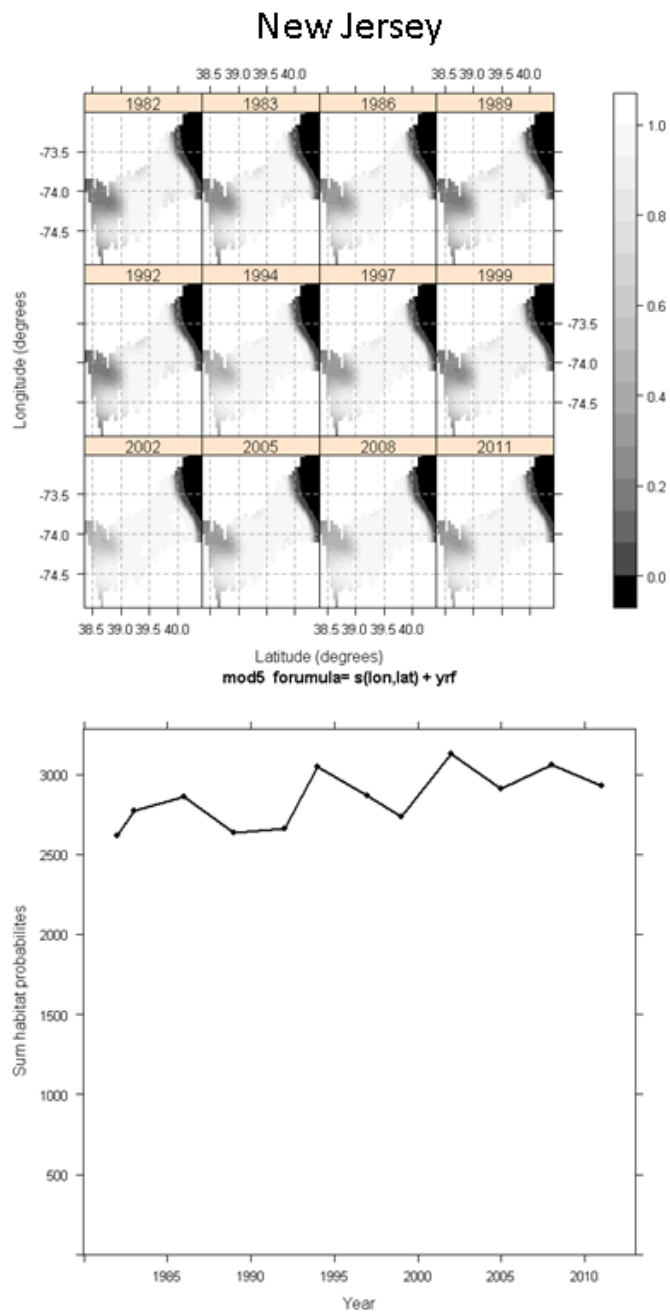 New Jersey
38.5 39.0 39.5 40.0 38.5 39.0 39.5 40.0
1982 1983 1986 1989
-73.5
-74.0
-74.5
1992 1994 1997 1999
-73.5
-74.0
-74.5
2002 2005 2008 2011
-73.5
-74.0
-74.5
38.5 39.0 39.5 40.0 38.5 39.0 39.5 40.0
Longitude (degrees
Latitude (degrees)
mod5 forumula= s(lon,lat) + yrf
1.0
0.8
0.6
0.4
0.2
0.0
3000
2500
2000
1500
1000
500
Sum habitat probabilites
1985 1990 1995 2000 2005 2010
Year